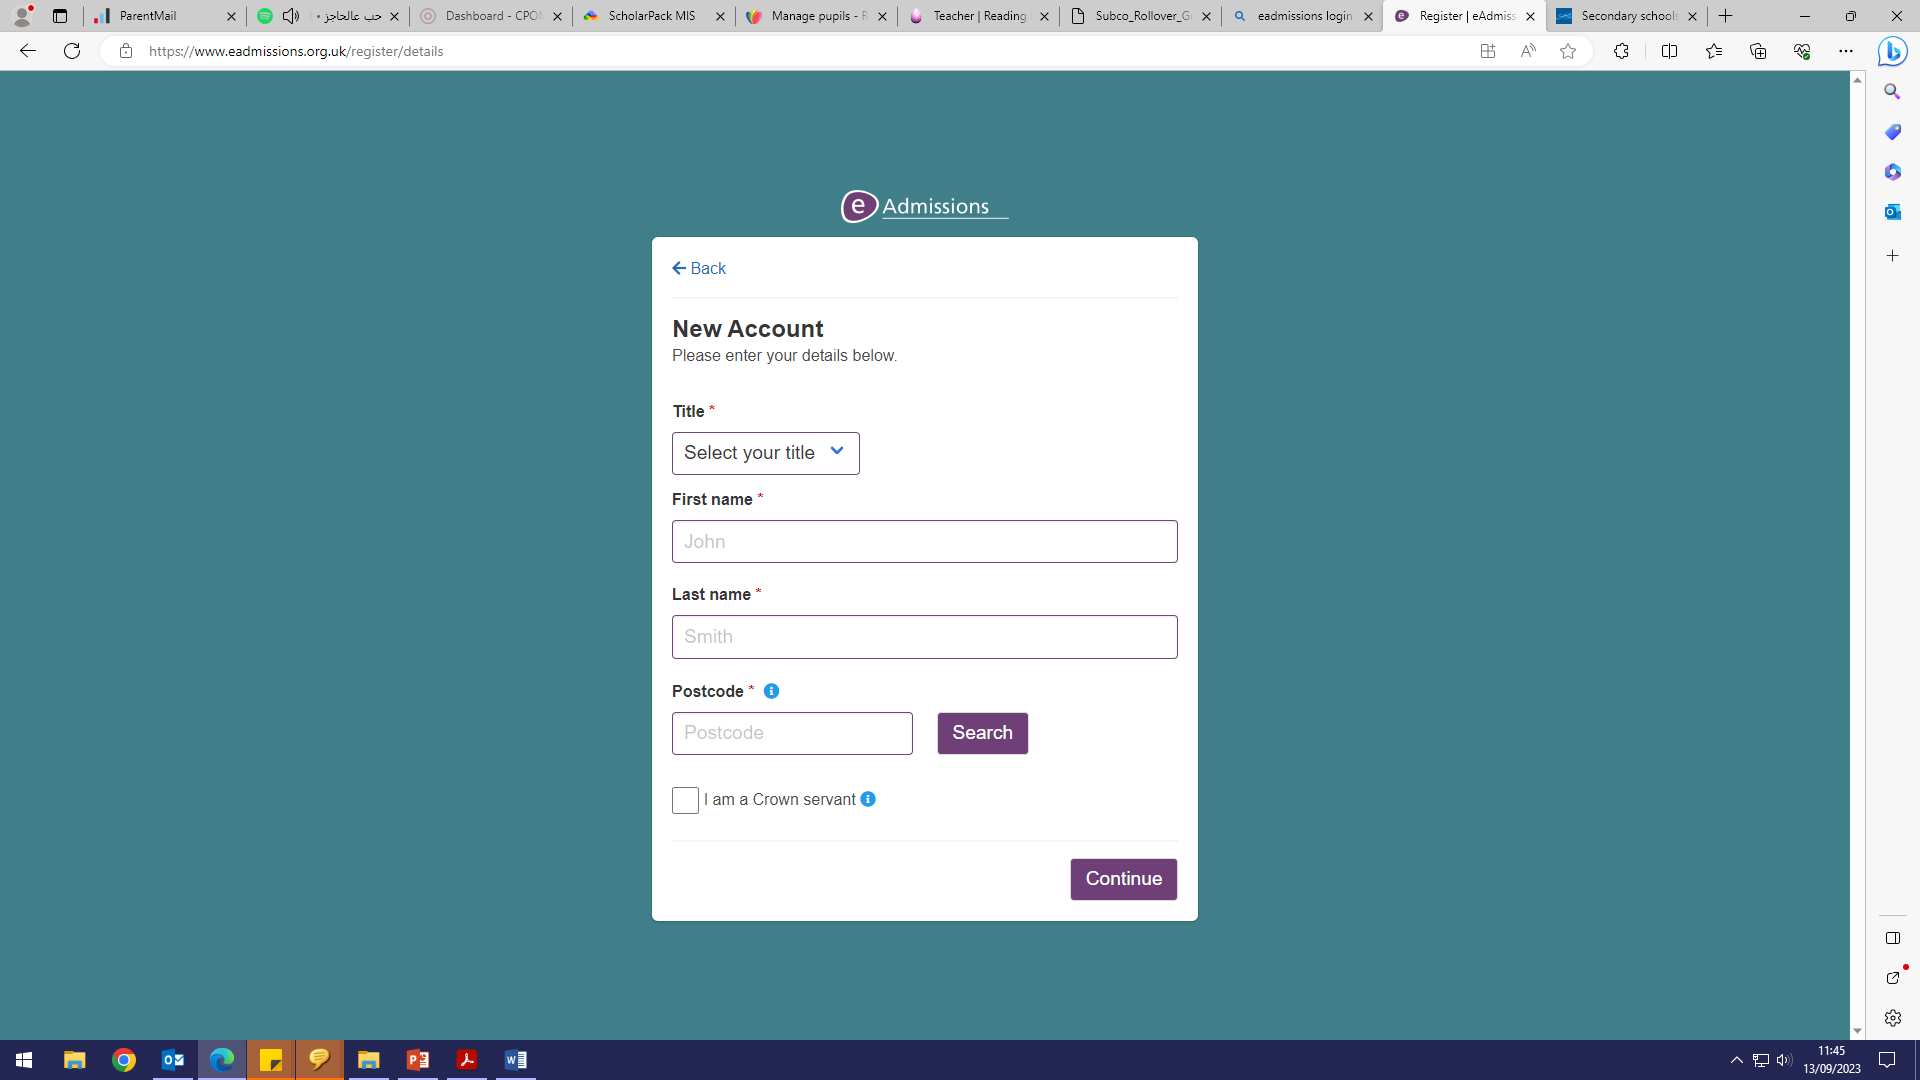 ParentMail
حب عالحاجز •
Dashboard - CPO
ScholarPack MIS
Manage pupils - R
Teacher | Reading
Subco_Rollover_Gu
eadmissions login
Register | eAdmiss
Secondary schools
https://www.eadmissions.org.uk/register/details
e Admissions
Back
New Account
Please enter your details below.
Title *
Select your title
First name *
John
Last name *
Smith
Postcode *
Postcode
Search
I am a Crown servant
Continue
11:45
13/09/2023